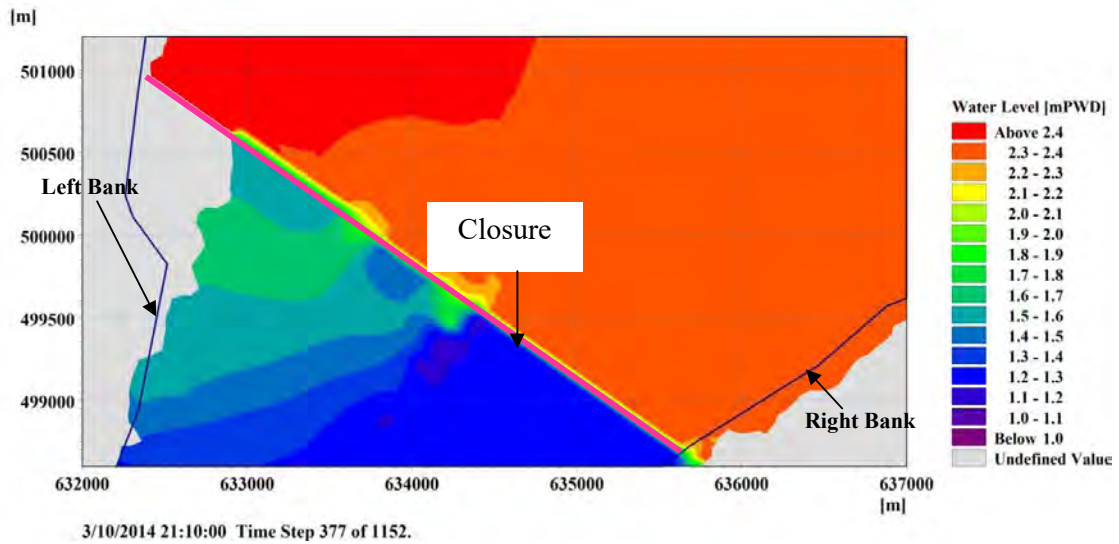 [m]
501000
500500
500000
499500
499000
632000 633000 634000 635000 636000 637000
[m]
Left Bank
Closure
Right Bank
Water Level [mPWD]
Above 2.4
2.3 - 2.4
2.2 - 2.3
2.1 - 2.2
2.0 - 2.1
1.9 - 2.0
1.8 - 1.9
1.7 - 1.8
1.6 - 1.7
1.5 - 1.6
1.4 - 1.5
1.3 - 1.4
1.2 - 1.3
1.1 - 1.2
1.0 - 1.1
Below 1.0
Undefined Value
3/10/2014 21:10:00 Time Step 377 of 1152.